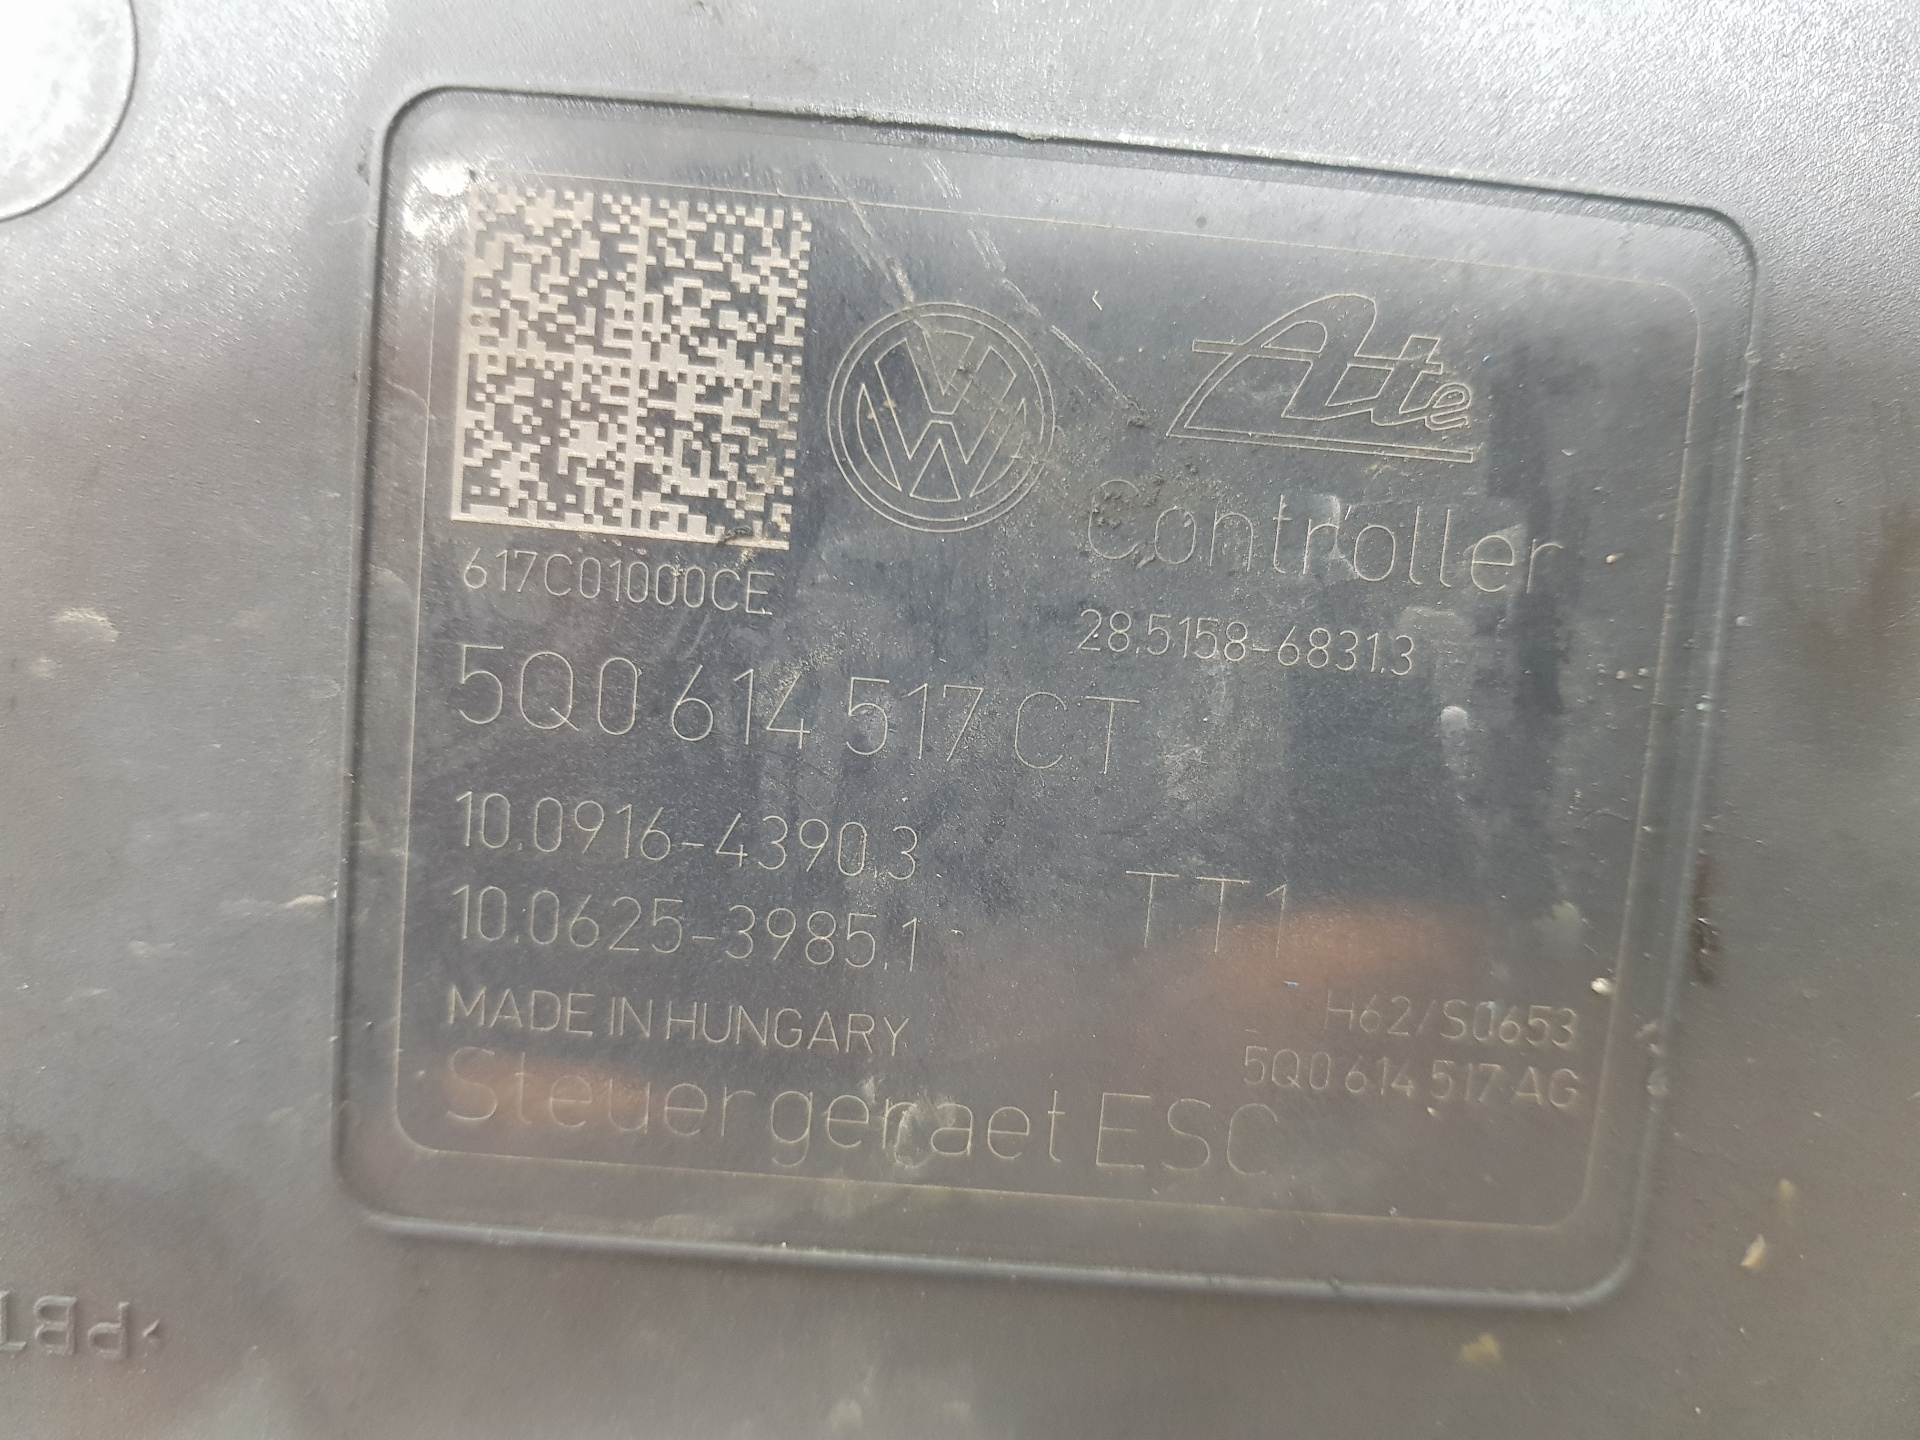 Ate
Controller
617C01000CE
28.5158-6831.3
5Q0 614 517 CT
10.0916-4390.3
TT1
10.0625-3985.1
MADE IN HUNGARY
H62/S0653
5Q0 614 517 AG
Steuergeraet ESC